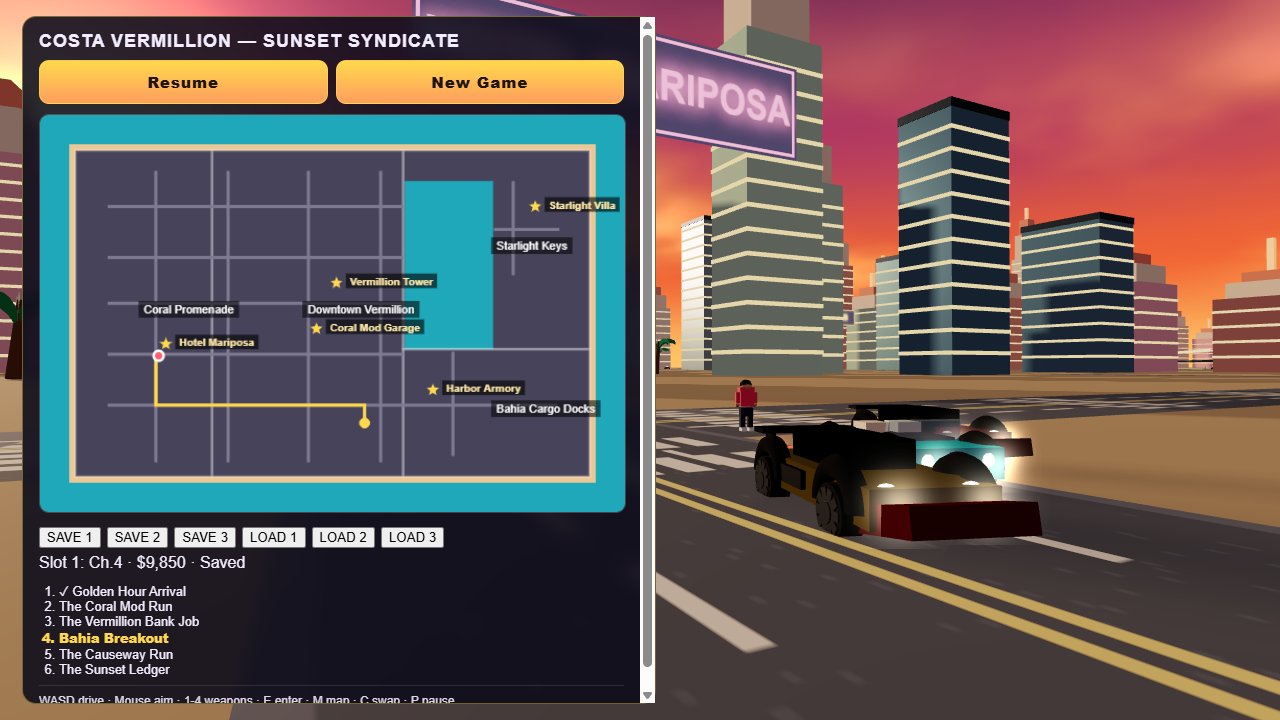 COSTA VERMILLION — SUNSET SYNDICATE
Resume
New Game
Starlight Villa
Starlight Keys
Vermillion Tower
Coral Promenade
Downtown Vermillion
Coral Mod Garage
Hotel Mariposa
Harbor Armory
Bahia Cargo Docks
SAVE 1 SAVE 2 SAVE 3 LOAD 1 LOAD 2 LOAD 3
Slot 1: Ch.4 · $9,850 · Saved
1. ✓ Golden Hour Arrival
2. The Coral Mod Run
3. The Vermillion Bank Job
4. Bahia Breakout
5. The Causeway Run
6. The Sunset Ledger
WASD drive · Mouse aim · 1-4 weapons · E enter · M map · C swap · P pause
RIPOSA